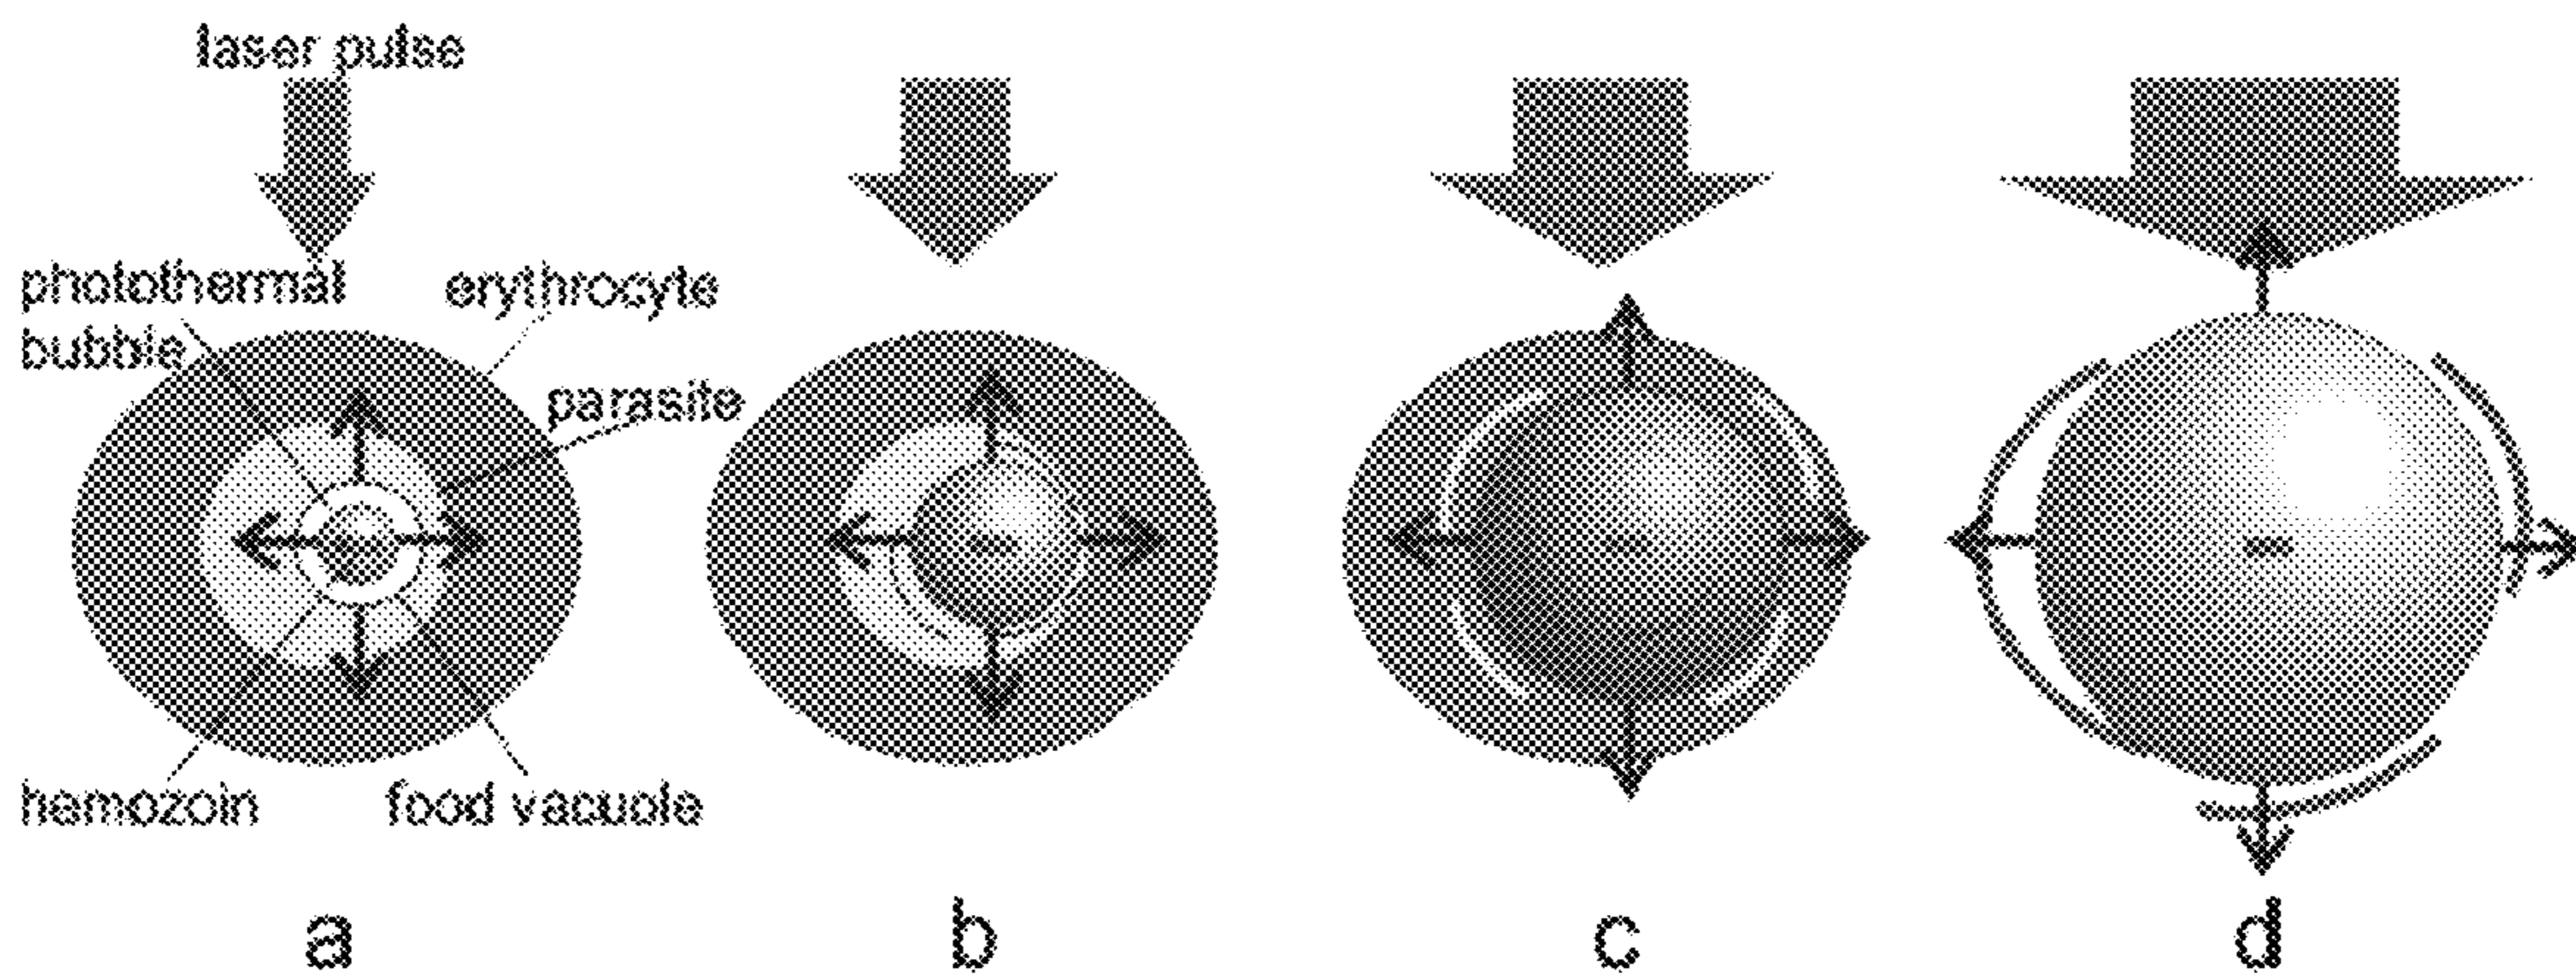 laser pulse
photothermal
bubble
erythrocyte
parasite
hemozoin
food vacuole
a
b
c
d